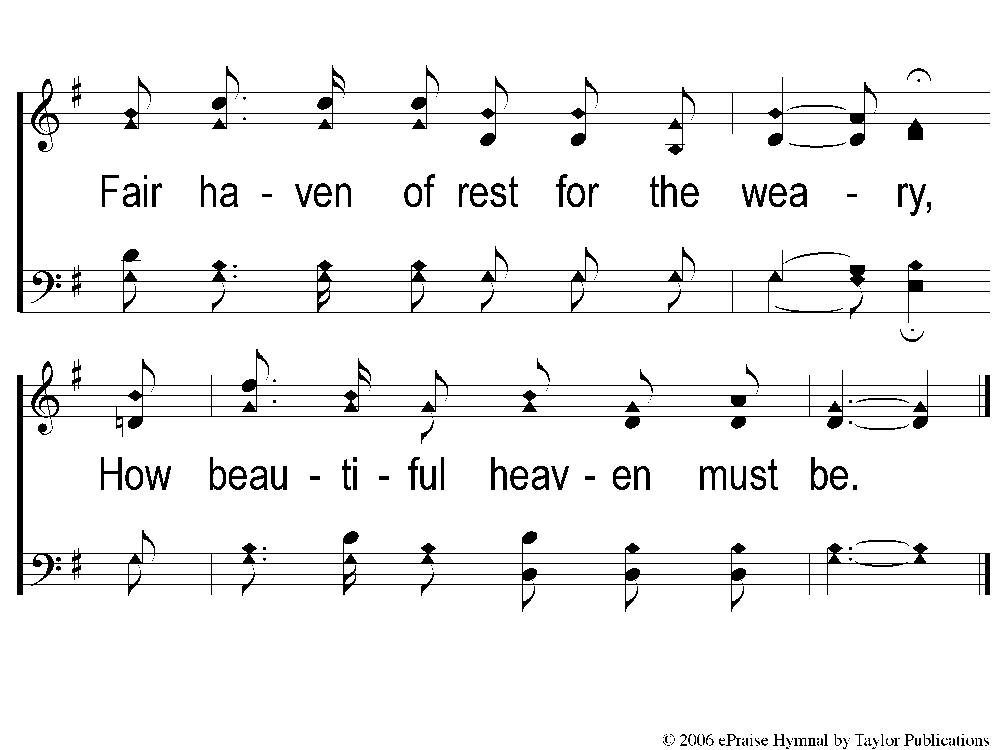 Fair ha - ven of rest for the wea - ry,
How beau - ti - ful heav - en must be.
© 2006 ePraise Hymnal by Taylor Publications